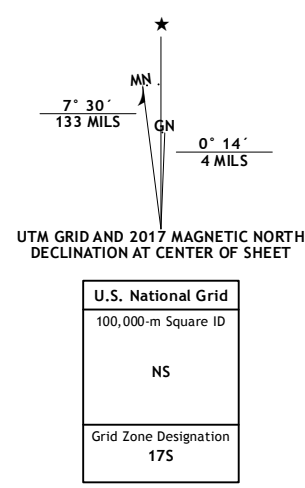 ★
MN
7° 30´
133 MILS
GN
0° 14´
4 MILS
UTM GRID AND 2017 MAGNETIC NORTH
DECLINATION AT CENTER OF SHEET
U.S. National Grid
100,000-m Square ID
NS
Grid Zone Designation
17S